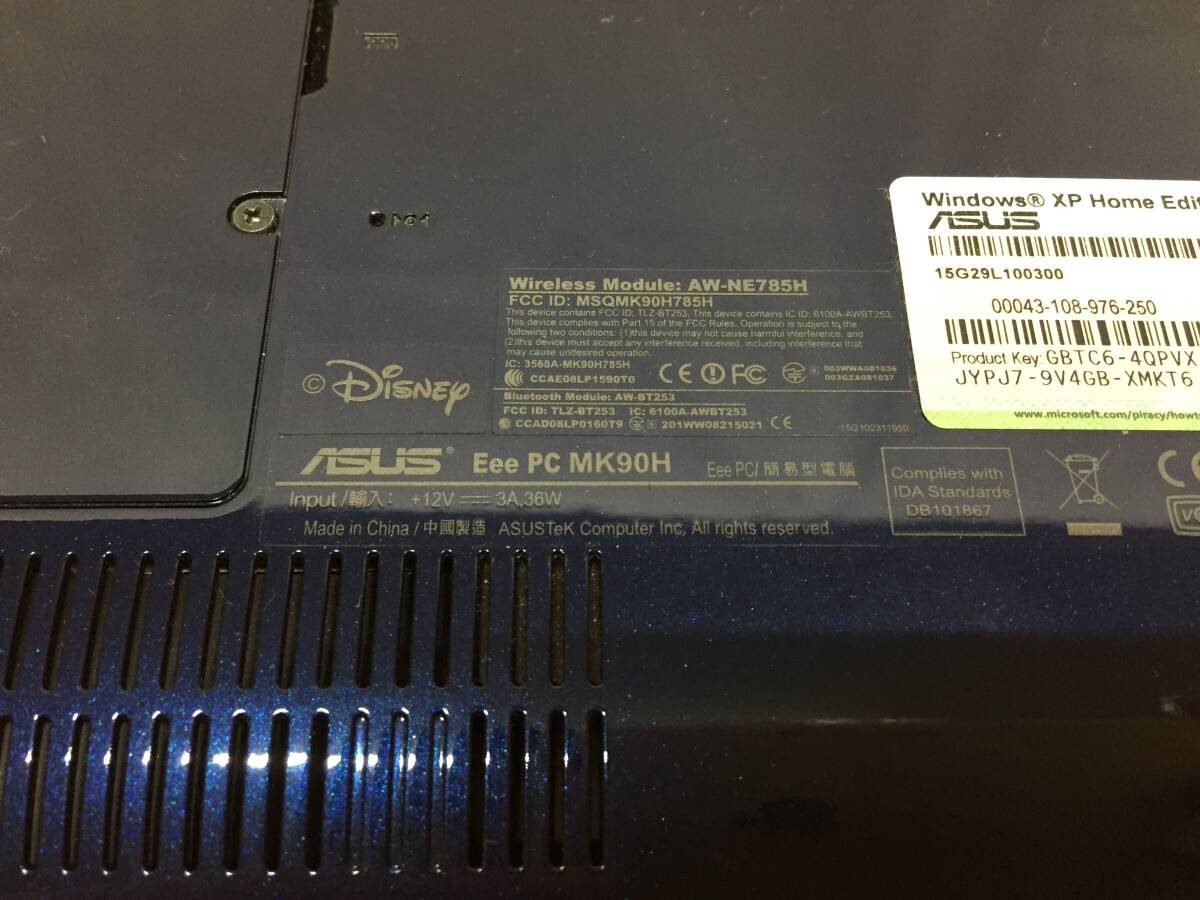 Windows® XP Home Edit
ASUS
15G29L100300
00043-108-976-250
Product Key: GBTC6-4QPVX
JYPJ7-9V4GB-XMKT6
www.microsoft.com/piracy/howto
Wireless Module: AW-NE785H
FCC ID: MSQMK90H785H
This device contains FCC ID: TLZ-BT253, This device contains IC ID: 6100A-AWBT253.
This device complies with Part 15 of the FCC Rules. Operation is subject to the
following two conditions: (1)this device may not cause harmful interference, and
(2)this device must accept any interference received, including interference that
may cause undesired operation.
IC: 3568A-MK90H785H
CCAE08LP1590T0 CE FC 003WWA081036
003GZA081037
Bluetooth Module: AW-BT253
FCC ID: TLZ-BT253 IC: 6100A-AWBT253
CCAD08LP0160T9 201WW08215021 CE
15G102311950
© Disney
ASUS® Eee PC MK90H Eee PC/簡易型電腦
Input/輸入: +12V 3A,36W
Made in China/中國製造 ASUSTeK Computer Inc, All rights reserved.
Complies with
IDA Standards
DB101867